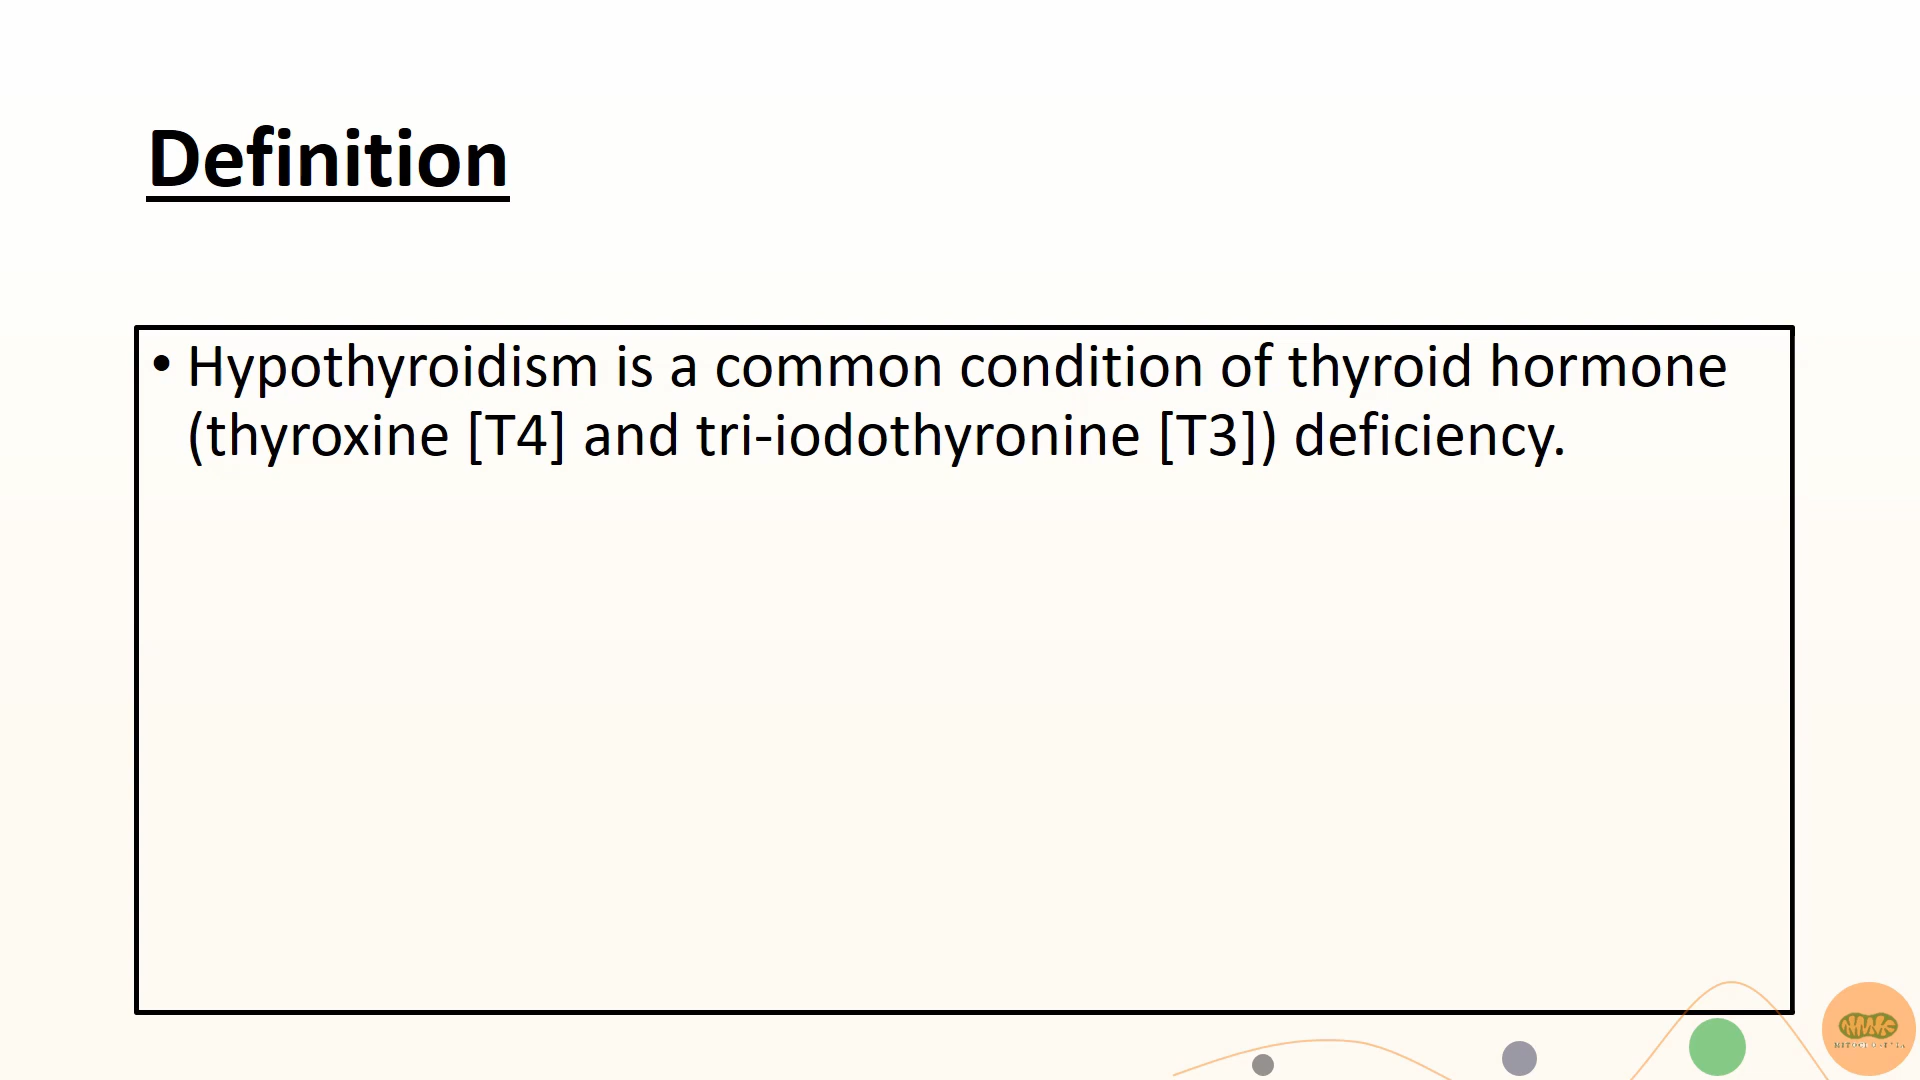 Definition
• Hypothyroidism is a common condition of thyroid hormone
(thyroxine [T4] and tri-iodothyronine [T3]) deficiency.